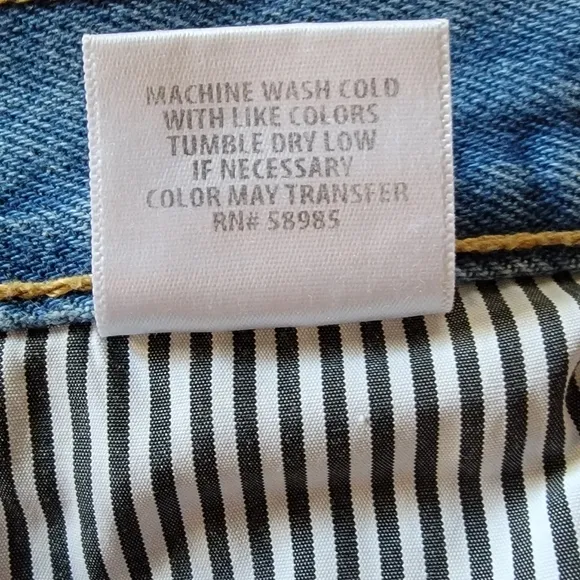 MACHINE WASH COLD
WITH LIKE COLORS
TUMBLE DRY LOW
IF NECESSARY
COLOR MAY TRANSFER
RN# 58985